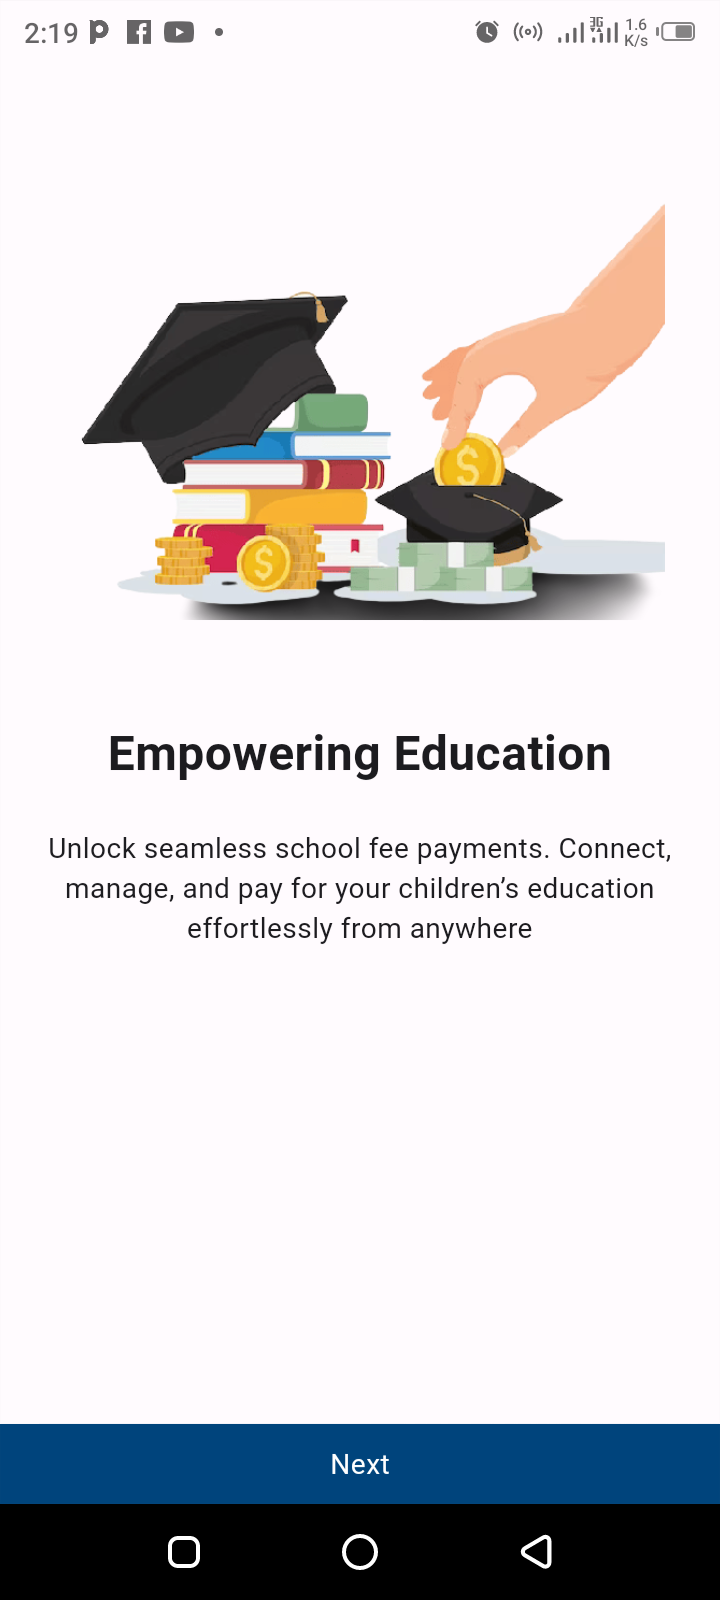 2:19
3G
1.6
K/s
$
$
Empowering Education
Unlock seamless school fee payments. Connect,
manage, and pay for your children’s education
effortlessly from anywhere
Next